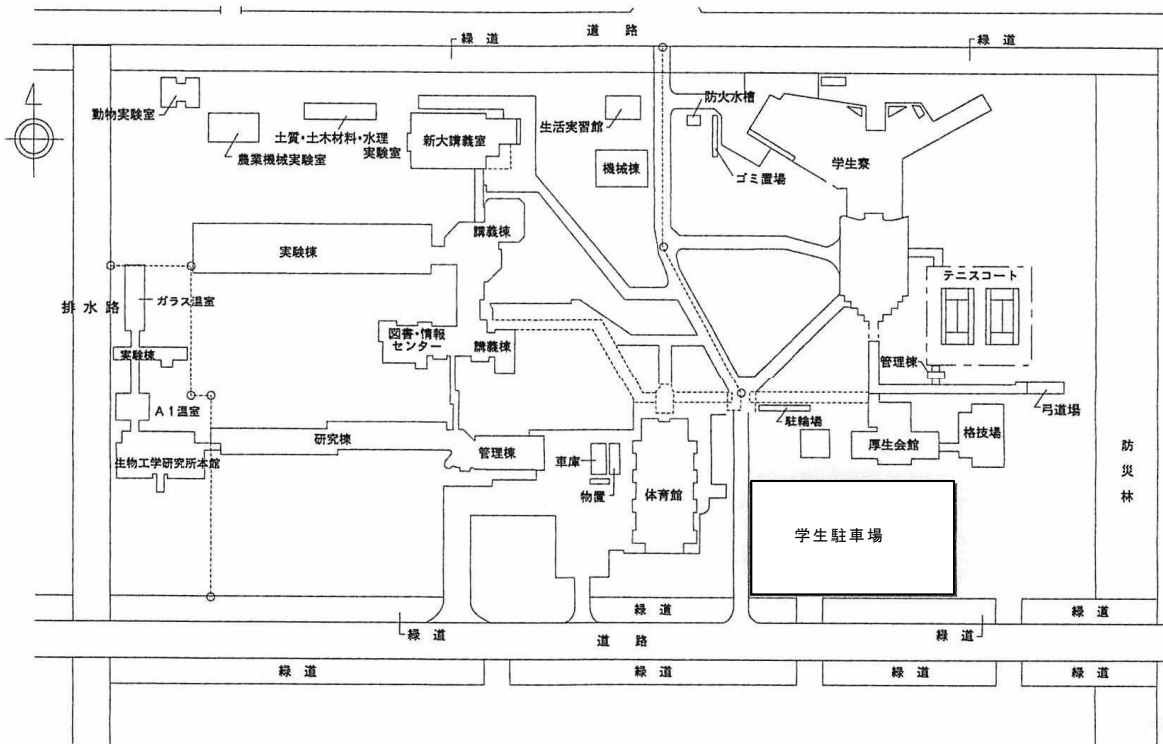 道 路
緑 道
緑 道
動物実験室
土質・土木材料・水理
実験室
農業機械実験室
新大講義室
生活実習館
防火水槽
ゴミ置場
学生寮
機械棟
講義棟
実験棟
テニスコート
排 水 路
ガラス温室
図書・情報
センター
講義棟
実験棟
管理棟
弓道場
A1温室
駐輪場
研究棟
管理棟
生物工学研究所本館
車庫
物置
体育館
厚生会館
格技場
防
災
林
学生駐車場
緑 道
緑 道
緑 道
道 路
緑 道
緑 道
緑 道
緑 道
緑 道